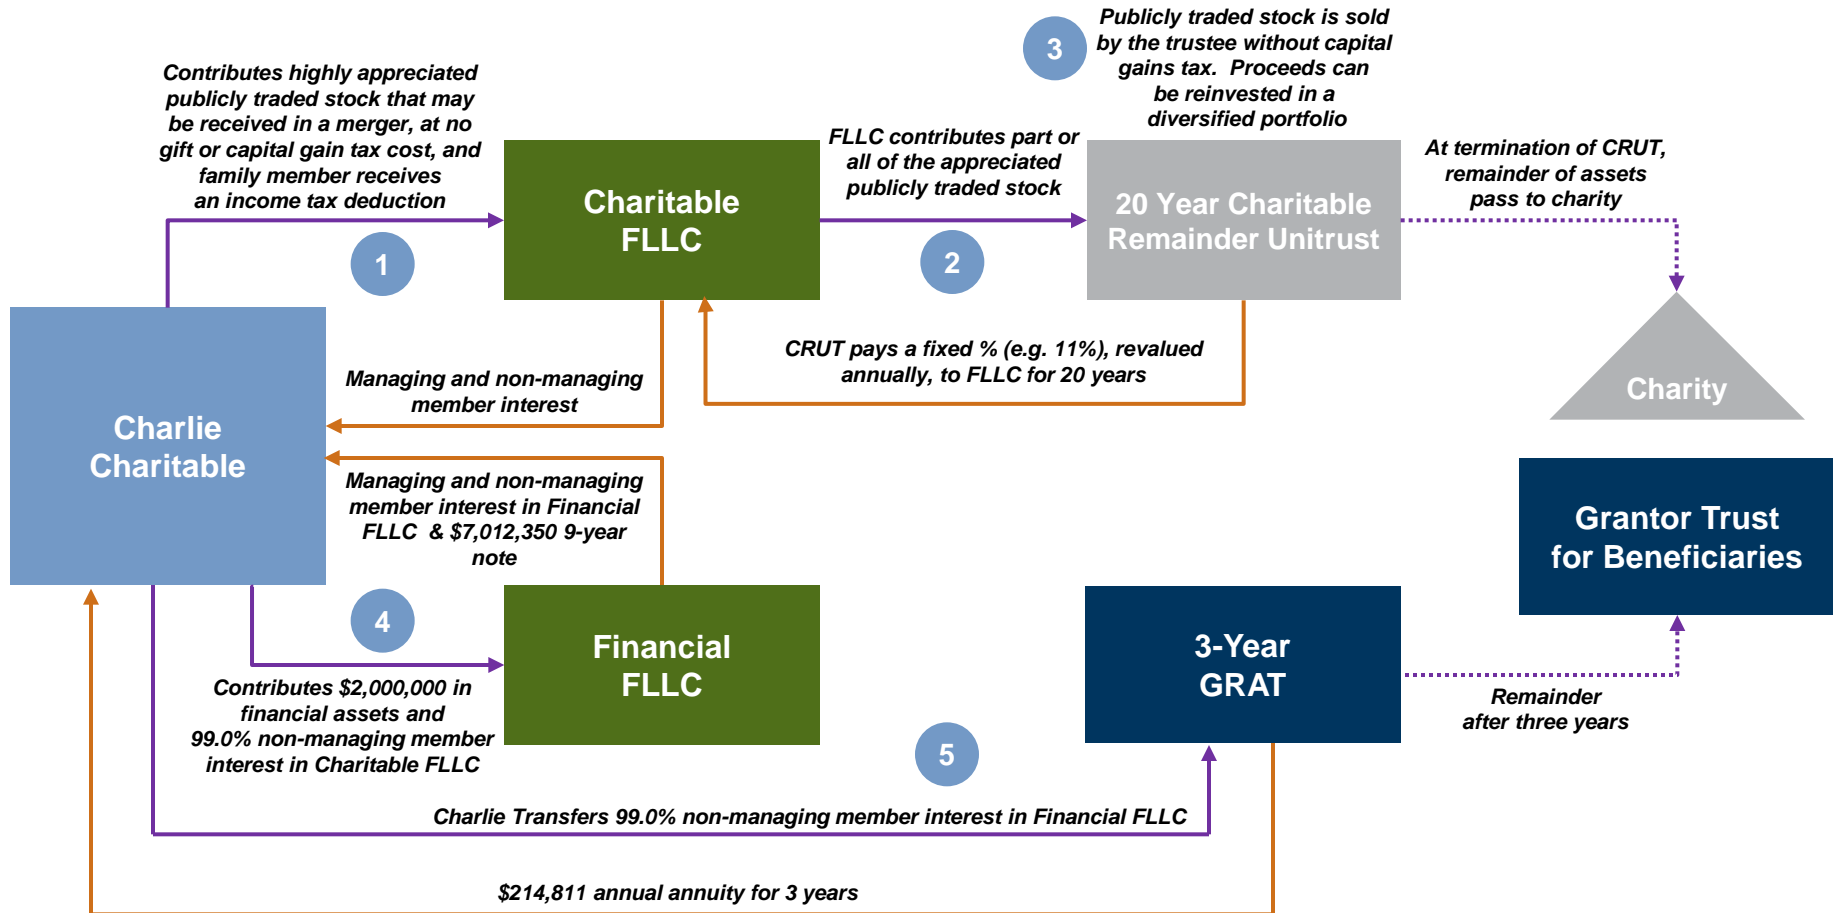 Contributes highly appreciated
publicly traded stock that may
be received in a merger, at no
gift or capital gain tax cost, and
family member receives
an income tax deduction
1
Charitable
FLLC
FLLC contributes part or
all of the appreciated
publicly traded stock
2
3
Publicly traded stock is sold
by the trustee without capital
gains tax.  Proceeds can
be reinvested in a
diversified portfolio
20 Year Charitable
Remainder Unitrust
At termination of CRUT,
remainder of assets
pass to charity
Charity
CRUT pays a fixed % (e.g. 11%), revalued
annually, to FLLC for 20 years
Managing and non-managing
member interest
Charlie
Charitable
Managing and non-managing
member interest in Financial
FLLC  & $7,012,350 9-year
note
4
Contributes $2,000,000 in
financial assets and
99.0% non-managing member
interest in Charitable FLLC
Financial
FLLC
5
3-Year
GRAT
Grantor Trust
for Beneficiaries
Remainder
after three years
Charlie Transfers 99.0% non-managing member interest in Financial FLLC
$214,811 annual annuity for 3 years